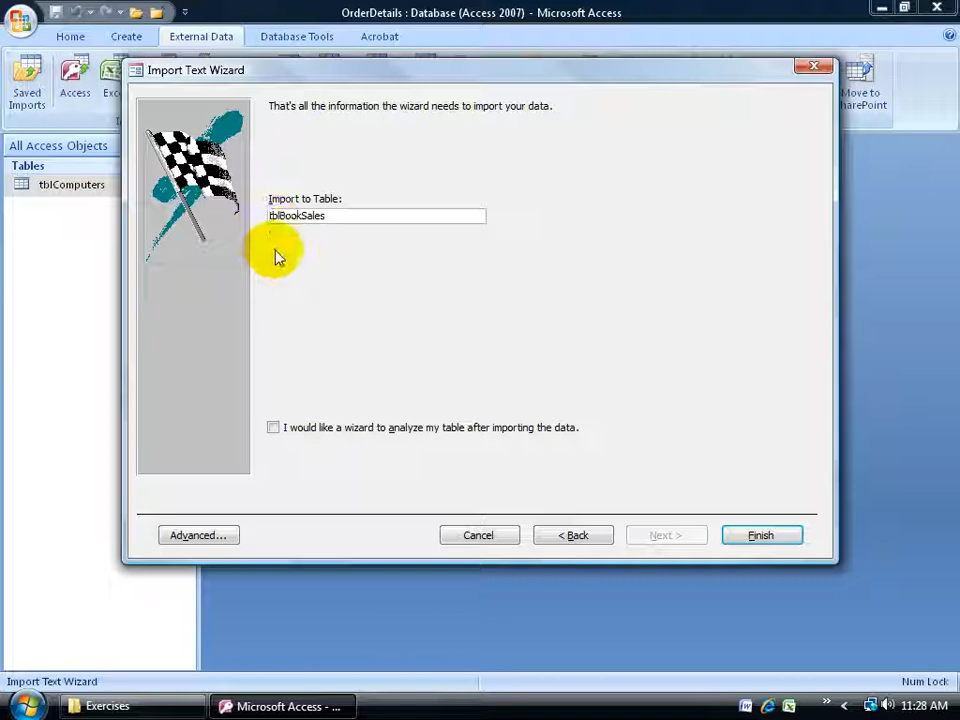 OrderDetails : Database (Access 2007) - Microsoft Access
Home Create External Data Database Tools Acrobat
Saved Imports
Access
Move to
All Access Objects
Tables
tblComputers
Import Text Wizard
That's all the information the wizard needs to import your data.
Import to Table:
tblBookSales
I would like a wizard to analyze my table after importing the data.
Advanced... Cancel < Back Next > Finish
Import Text Wizard Num Lock
Exercises Microsoft Access - ... 11:28 AM